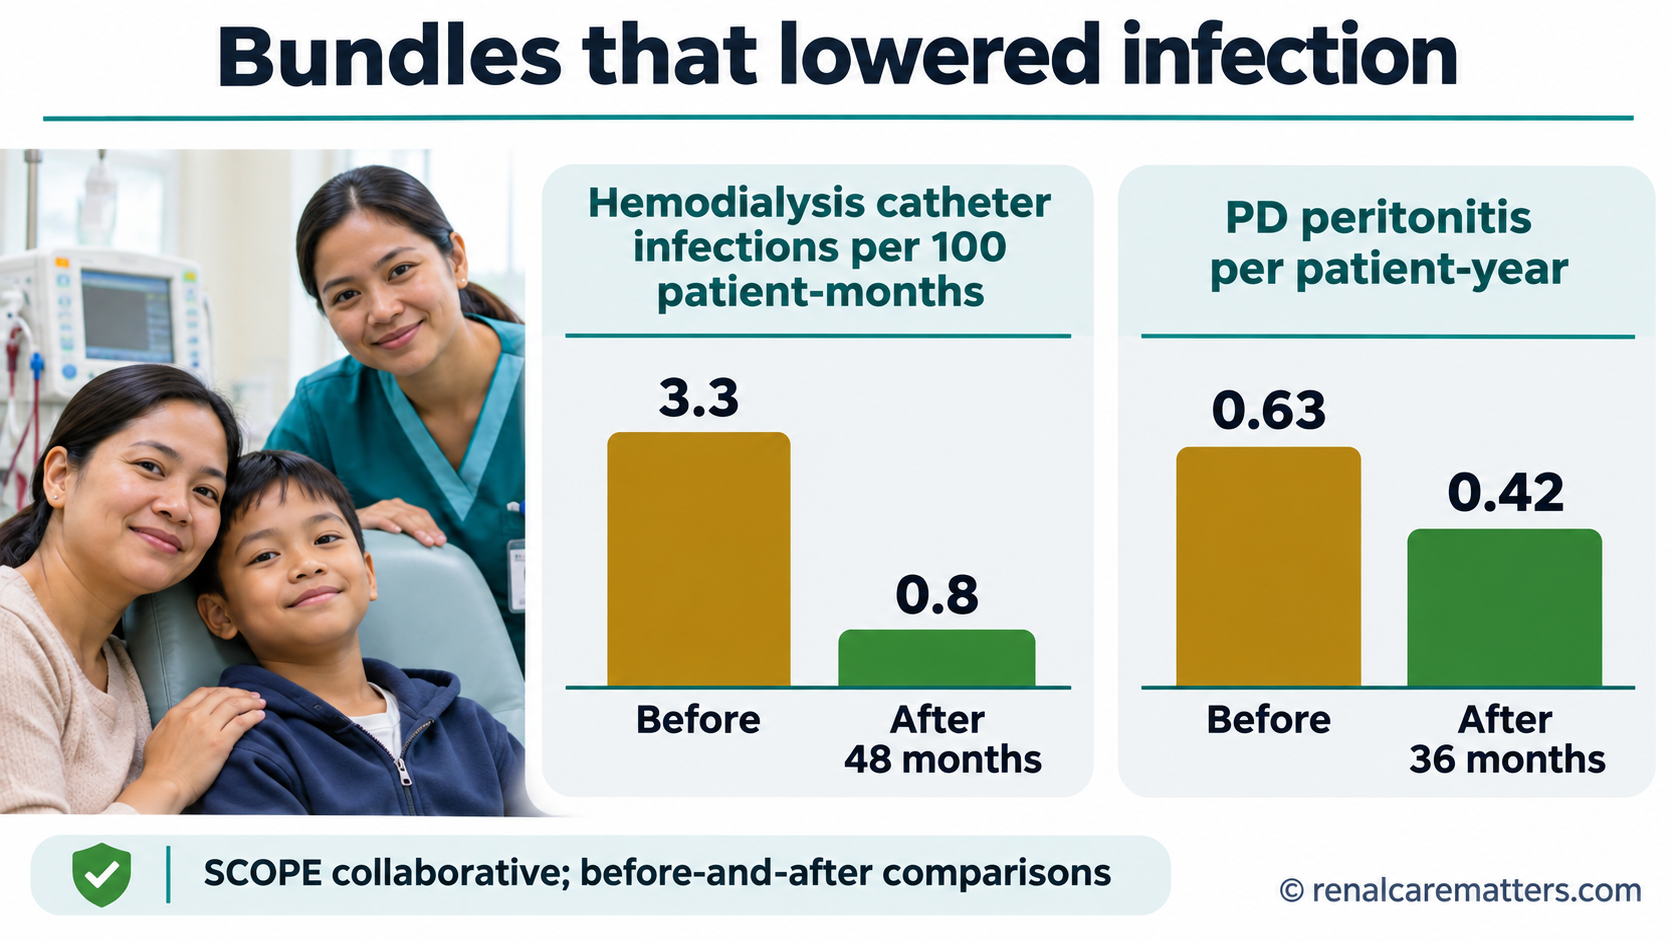 Bundles that lowered infection
Hemodialysis catheter
infections per 100
patient-months
3.3
0.8
Before
After
48 months
PD peritonitis
per patient-year
0.63
0.42
Before
After
36 months
SCOPE collaborative; before-and-after comparisons
© renalcarematters.com